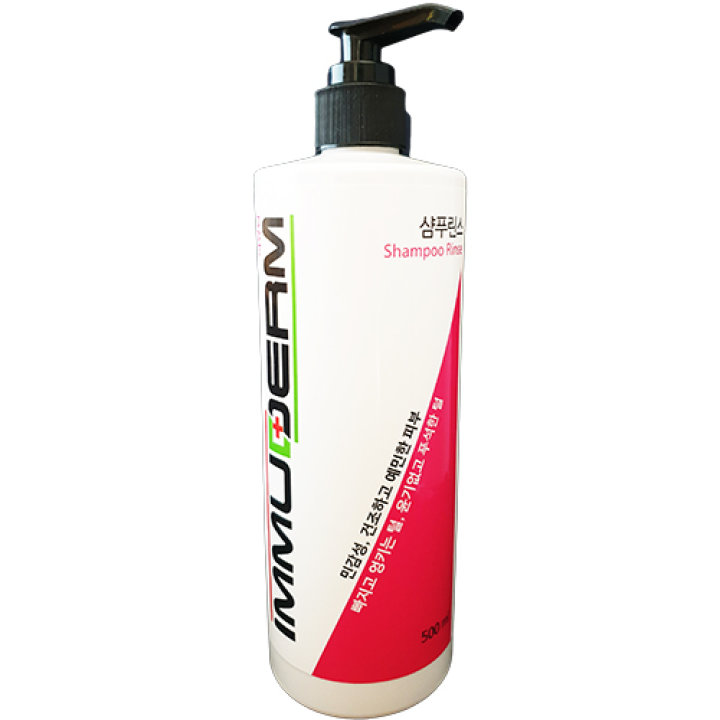 샴푸린스
Shampoo Rinse
IMMUDERM
민감성, 건조하고 예민한 피부
빠지고 엉키는 털, 윤기없고 푸석한 털
500 m